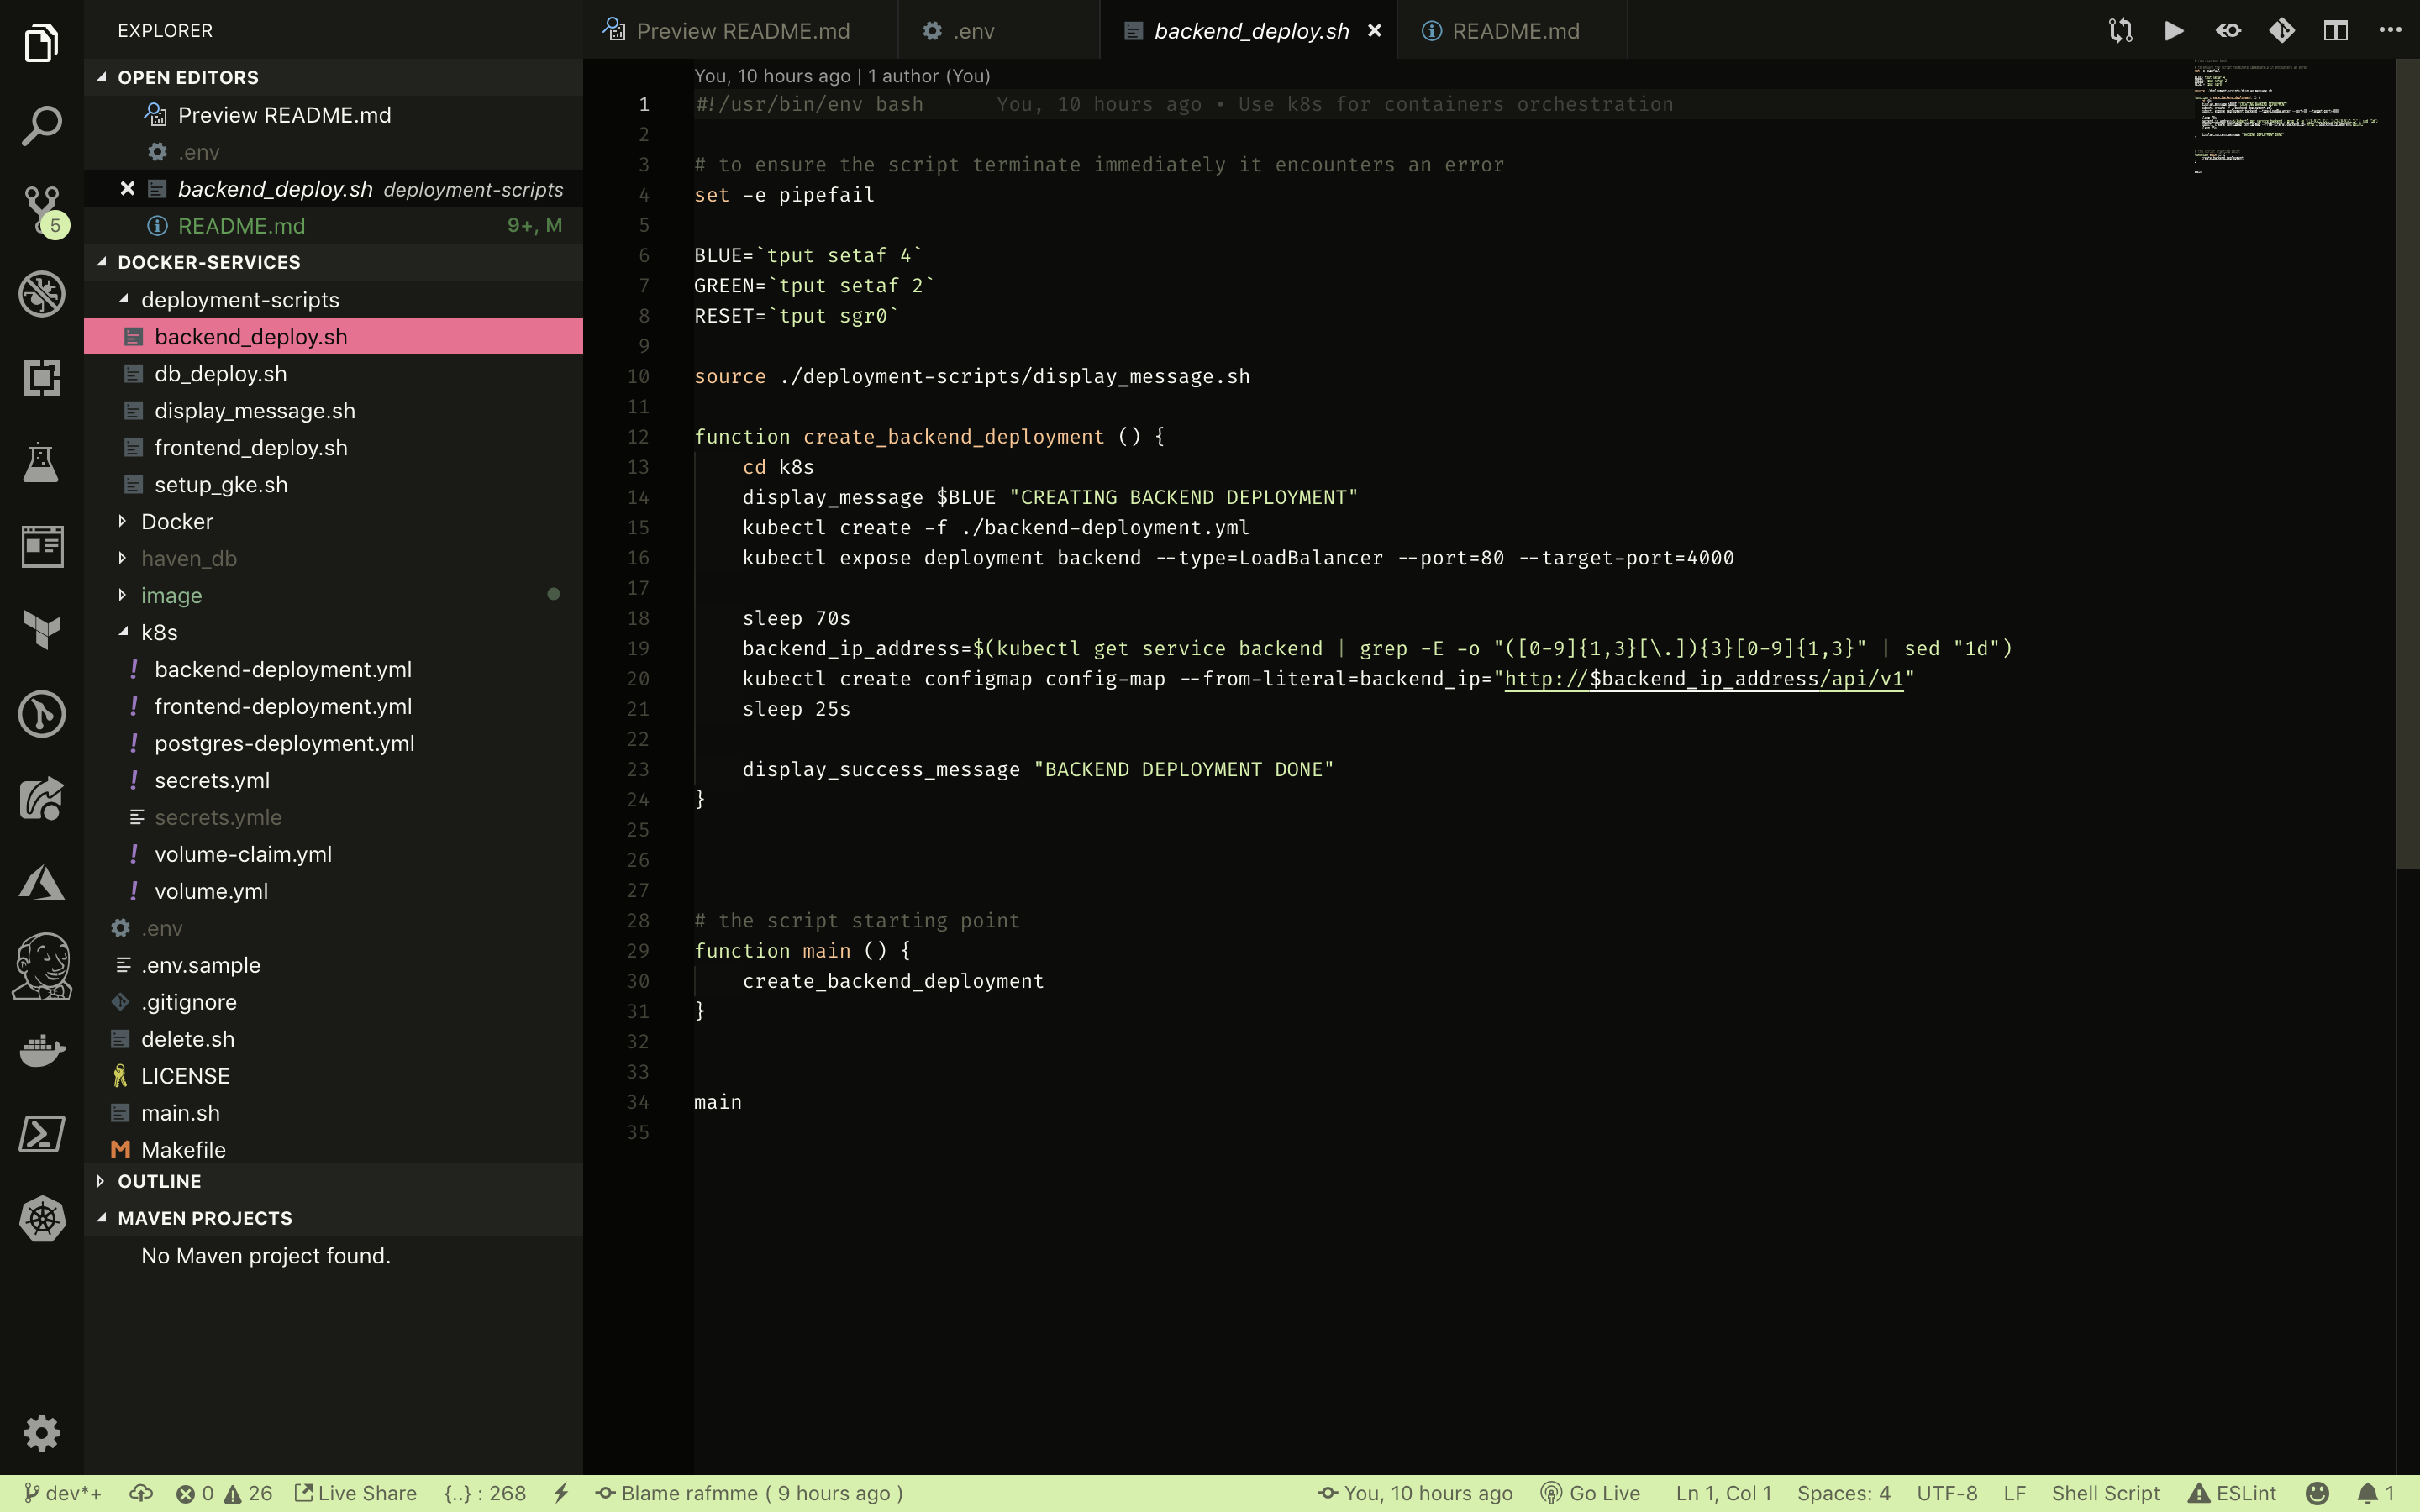 EXPLORER
OPEN EDITORS
Preview README.md
.env
backend_deploy.sh deployment-scripts
README.md 9+, M
DOCKER-SERVICES
deployment-scripts
backend_deploy.sh
db_deploy.sh
display_message.sh
frontend_deploy.sh
setup_gke.sh
Docker
haven_db
image
k8s
! backend-deployment.yml
! frontend-deployment.yml
! postgres-deployment.yml
! secrets.yml
secrets.ymle
! volume-claim.yml
! volume.yml
.env
.env.sample
.gitignore
delete.sh
LICENSE
main.sh
M Makefile
OUTLINE
MAVEN PROJECTS
No Maven project found.
5
Preview README.md .env backend_deploy.sh README.md
You, 10 hours ago | 1 author (You)
1 #!/usr/bin/env bash You, 10 hours ago • Use k8s for containers orchestration
2
3 # to ensure the script terminate immediately it encounters an error
4 set -e pipefail
5
6 BLUE=`tput setaf 4`
7 GREEN=`tput setaf 2`
8 RESET=`tput sgr0`
9
10 source ./deployment-scripts/display_message.sh
11
12 function create_backend_deployment () {
13 cd k8s
14 display_message $BLUE "CREATING BACKEND DEPLOYMENT"
15 kubectl create -f ./backend-deployment.yml
16 kubectl expose deployment backend --type=LoadBalancer --port=80 --target-port=4000
17
18 sleep 70s
19 backend_ip_address=$(kubectl get service backend | grep -E -o "([0-9]{1,3}[\.]){3}[0-9]{1,3}" | sed "1d")
20 kubectl create configmap config-map --from-literal=backend_ip="http://$backend_ip_address/api/v1"
21 sleep 25s
22
23 display_success_message "BACKEND DEPLOYMENT DONE"
24 }
25
26
27
28 # the script starting point
29 function main () {
30 create_backend_deployment
31 }
32
33
34 main
35
dev*+ 0 26 Live Share {..} : 268 Blame rafmme ( 9 hours ago ) You, 10 hours ago Go Live Ln 1, Col 1 Spaces: 4 UTF-8 LF Shell Script ESLint 1